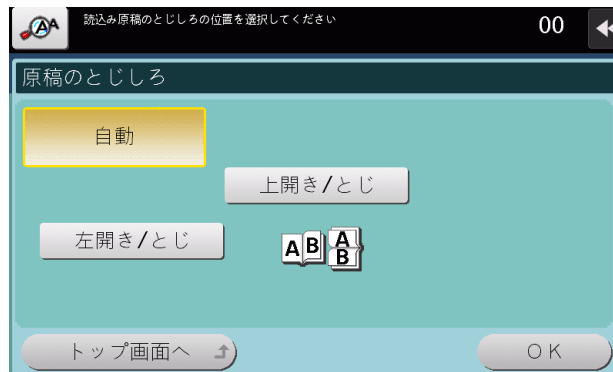 読込み原稿のとじしろの位置を選択してください
00
原稿のとじしろ
自動
上開き/とじ
左開き/とじ
AB
A
B
トップ画面へ
OK